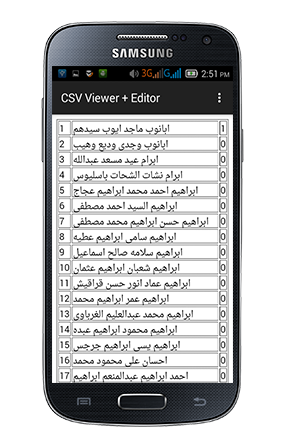 SAMSUNG
3G G 2:51 PM
CSV Viewer + Editor
1 ابانوب ماجد ايوب سيدهم 1
2 ابانوب وجدى وديع وهيب 0
3 ابرام عيد مسعد عبدالله 0
4 ابرام نشات الشحات باسليوس 0
5 ابراهيم احمد محمد ابراهيم عجاج 0
6 ابراهيم السيد احمد مصطفى 0
7 ابراهيم حسن ابراهيم محمد مصطفى 0
8 ابراهيم سامى ابراهيم عطيه 0
9 ابراهيم سلامه صالح اسماعيل 0
10 ابراهيم شعبان ابراهيم عثمان 0
11 ابراهيم عماد انور حسن قراقيش 0
12 ابراهيم عمر ابراهيم محمد 0
13 ابراهيم محمد عبدالعليم الغرباوى 0
14 ابراهيم محمود ابراهيم عبده 0
15 ابراهيم يسى ابراهيم جرجس 0
16 احسان على محمود محمد 0
17 احمد ابراهيم عبدالمنعم ابراهيم 0